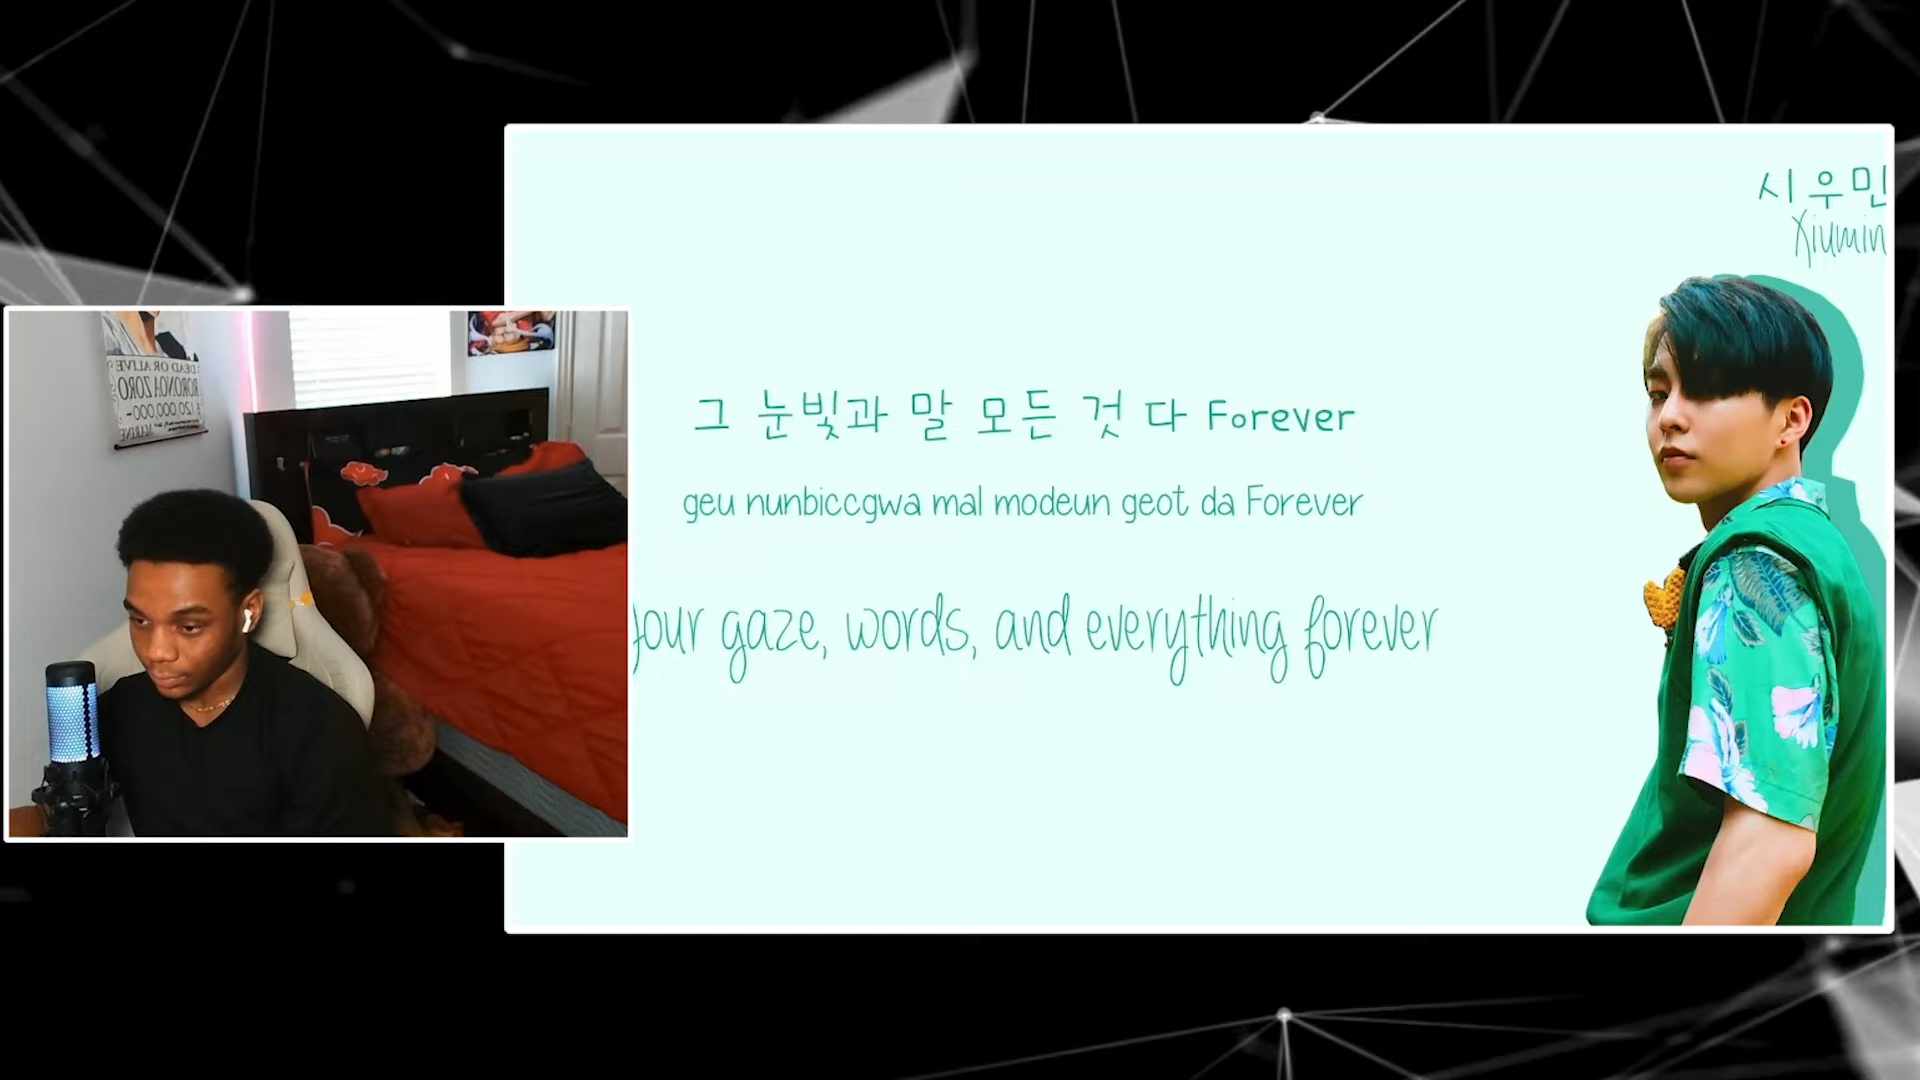 시우민
Xiumin
그 눈빛과 말 모든 것 다 Forever
geu nunbiccgwa mal modeun geot da Forever
your gaze, words, and everything forever
DEAD OR ALIVE
RORONOA ZORO
120,000,000-
MARINE